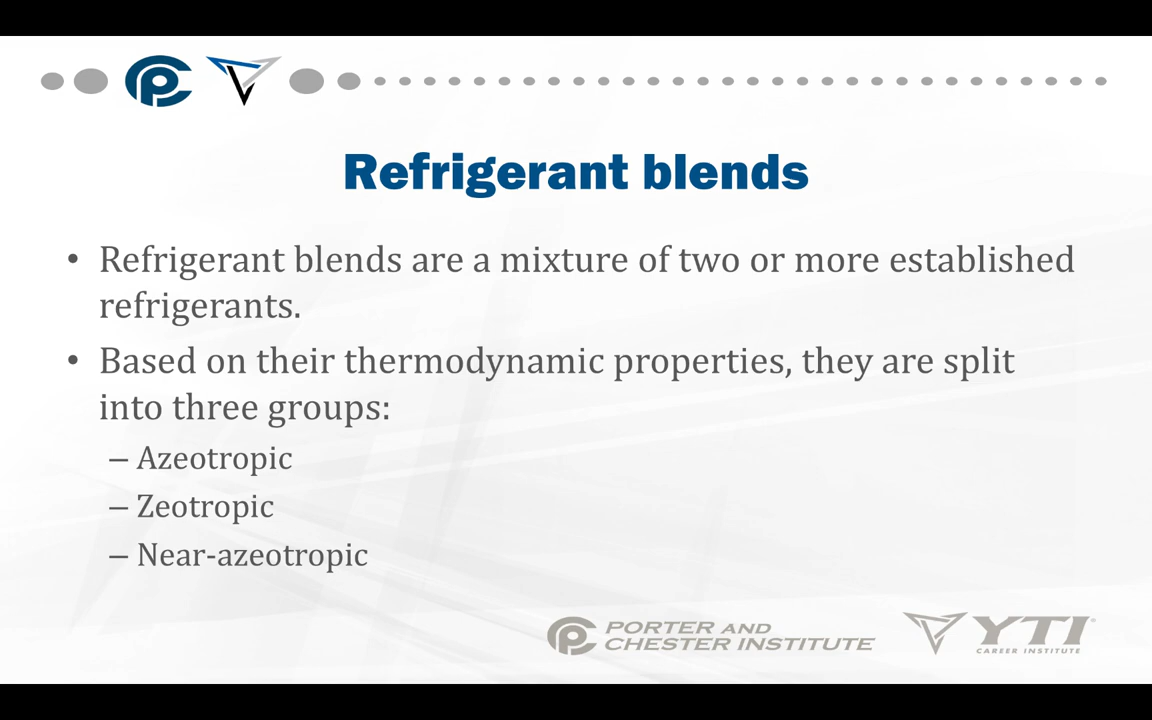 Refrigerant blends
• Refrigerant blends are a mixture of two or more established
refrigerants.
• Based on their thermodynamic properties, they are split
into three groups:
– Azeotropic
– Zeotropic
– Near-azeotropic
PORTER AND
CHESTER INSTITUTE
YTI
CAREER INSTITUTE